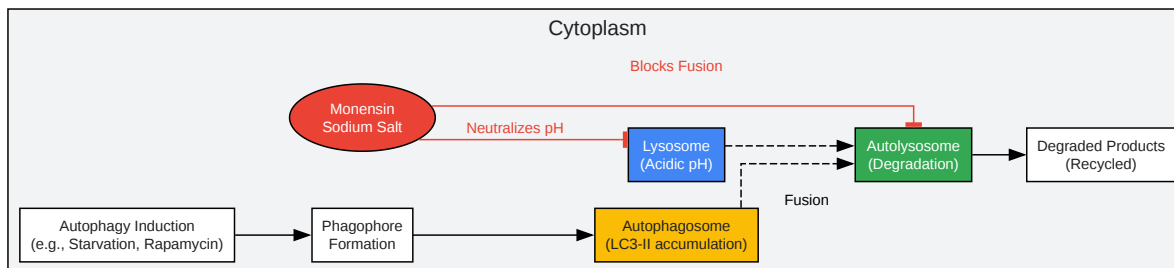 Cytoplasm
Blocks Fusion
Monensin
Sodium Salt
Neutralizes pH
Lysosome
(Acidic pH)
Autolysosome
(Degradation)
Degraded Products
(Recycled)
Fusion
Autophagy Induction
(e.g., Starvation, Rapamycin)
Phagophore
Formation
Autophagosome
(LC3-II accumulation)